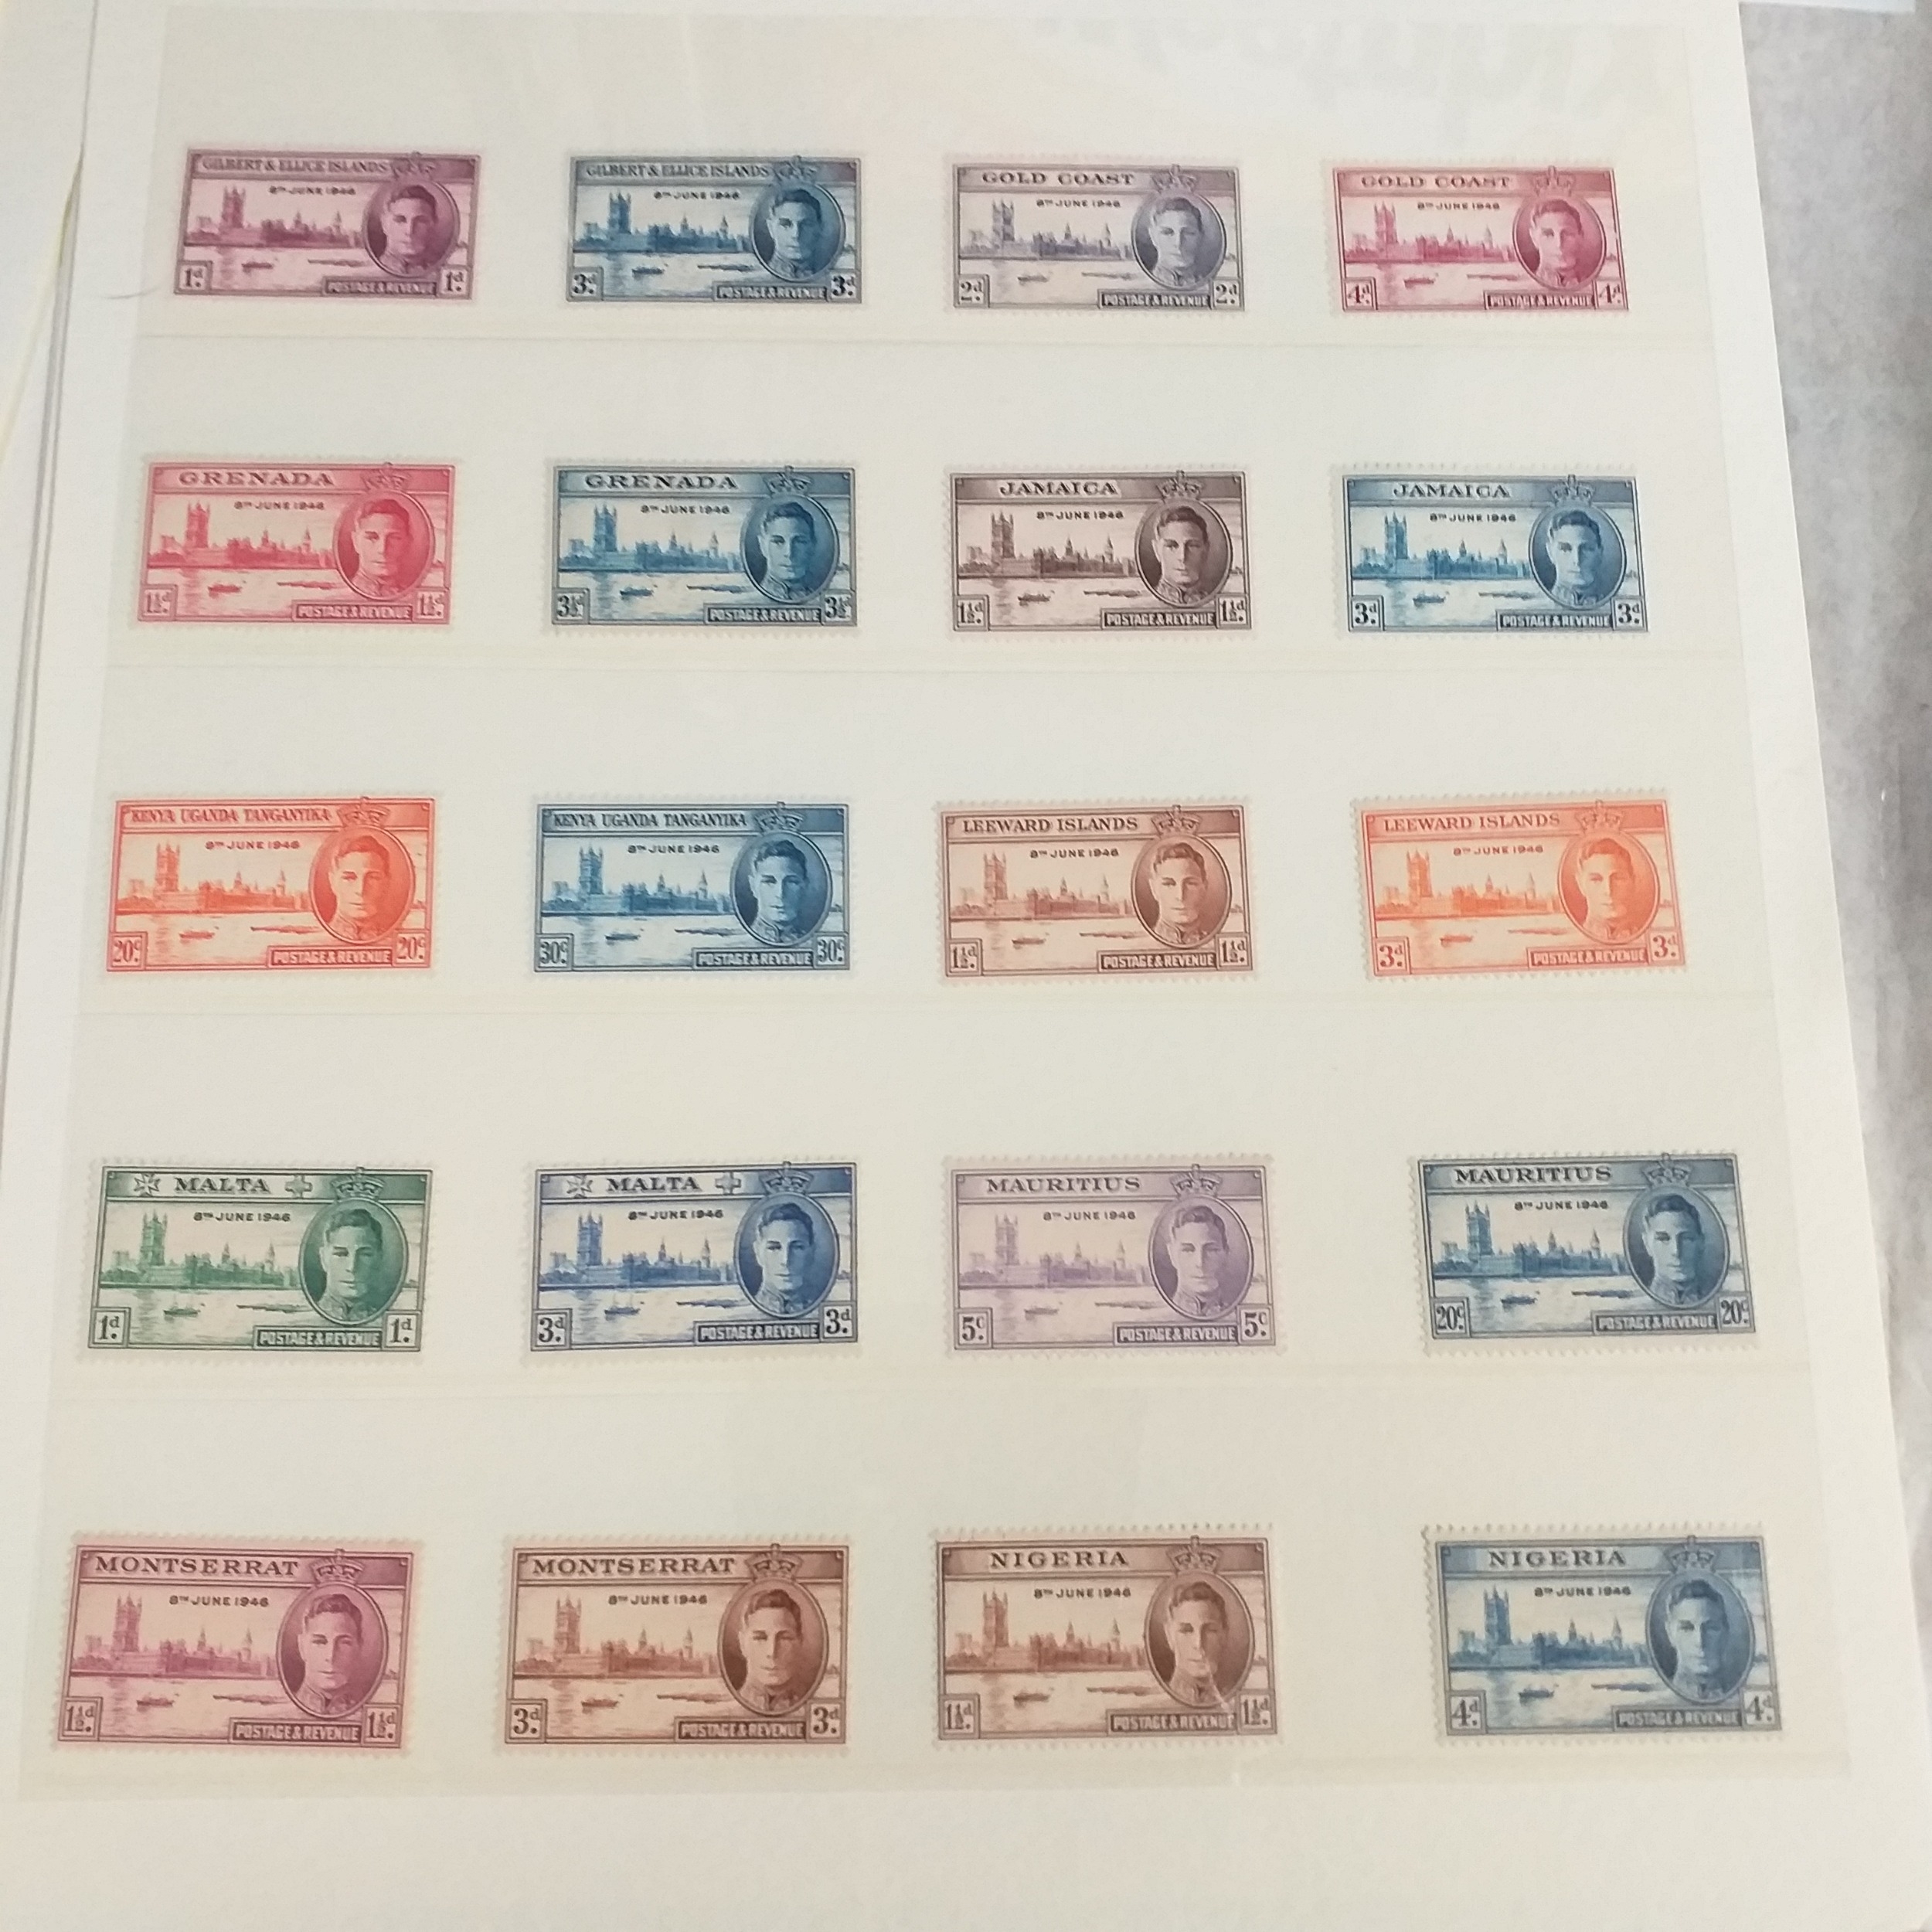 GILBERT & ELLICE ISLANDS
8TH JUNE 1946
1d. POSTAGE & REVENUE 1d.
GILBERT & ELLICE ISLANDS
8TH JUNE 1946
3d. POSTAGE & REVENUE 3d.
GOLD COAST
8TH JUNE 1946
2d. POSTAGE & REVENUE 2d.
GOLD COAST
8TH JUNE 1946
4d. POSTAGE & REVENUE 4d.
GRENADA
8TH JUNE 1946
1½d. POSTAGE & REVENUE 1½d.
GRENADA
8TH JUNE 1946
3½d POSTAGE & REVENUE 3½d
JAMAICA
8TH JUNE 1946
1½d. POSTAGE & REVENUE 1½d.
JAMAICA
8TH JUNE 1946
3d. POSTAGE & REVENUE 3d.
KENYA UGANDA TANGANYIKA
8TH JUNE 1946
20c. POSTAGE & REVENUE 20c.
KENYA UGANDA TANGANYIKA
8TH JUNE 1946
30c. POSTAGE & REVENUE 30c.
LEEWARD ISLANDS
8TH JUNE 1946
1½d. POSTAGE & REVENUE 1½d.
LEEWARD ISLANDS
8TH JUNE 1946
3d. POSTAGE & REVENUE 3d.
MALTA
8TH JUNE 1946
1d. POSTAGE & REVENUE 1d.
MALTA
8TH JUNE 1946
3d. POSTAGE & REVENUE 3d.
MAURITIUS
8TH JUNE 1946
5c. POSTAGE & REVENUE 5c.
MAURITIUS
8TH JUNE 1946
20c. POSTAGE & REVENUE 20c.
MONTSERRAT
8TH JUNE 1946
1½d. POSTAGE & REVENUE 1½d.
MONTSERRAT
8TH JUNE 1946
3d. POSTAGE & REVENUE 3d.
NIGERIA
8TH JUNE 1946
1½d. POSTAGE & REVENUE 1½d.
NIGERIA
8TH JUNE 1946
4d. POSTAGE & REVENUE 4d.